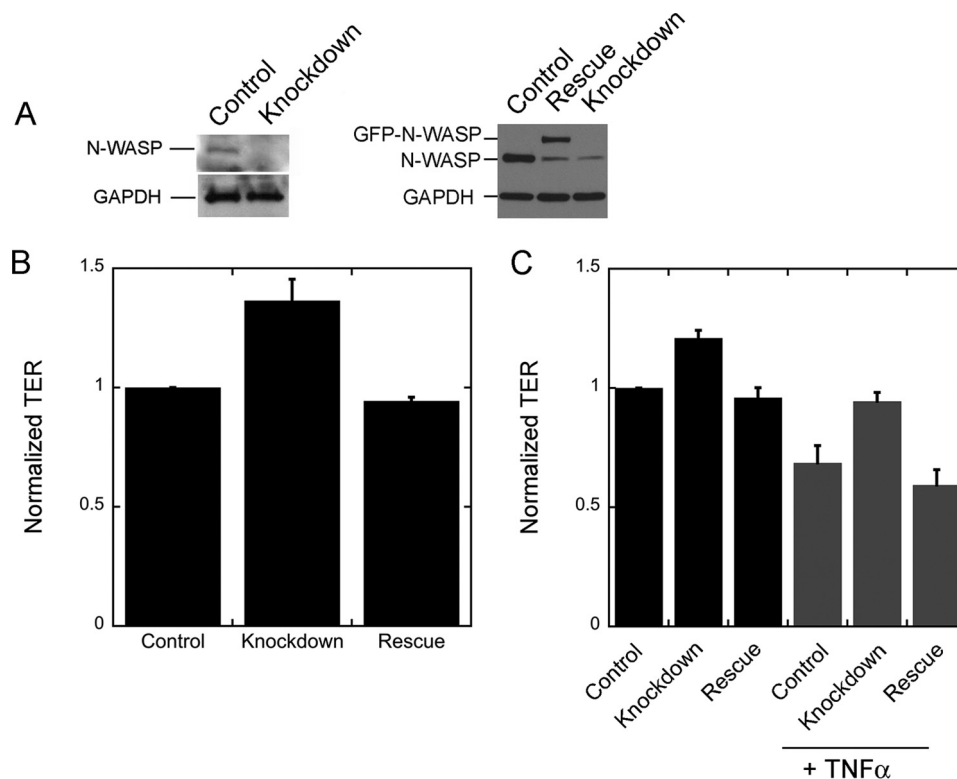 A
Control
Knockdown
N-WASP
GAPDH
Control
Rescue
Knockdown
GFP-N-WASP
N-WASP
GAPDH
B
Normalized TER
1.5
1
0.5
0
Control
Knockdown
Rescue
C
Normalized TER
1.5
1
0.5
0
Control
Knockdown
Rescue
Control
Knockdown
Rescue
+ TNFα